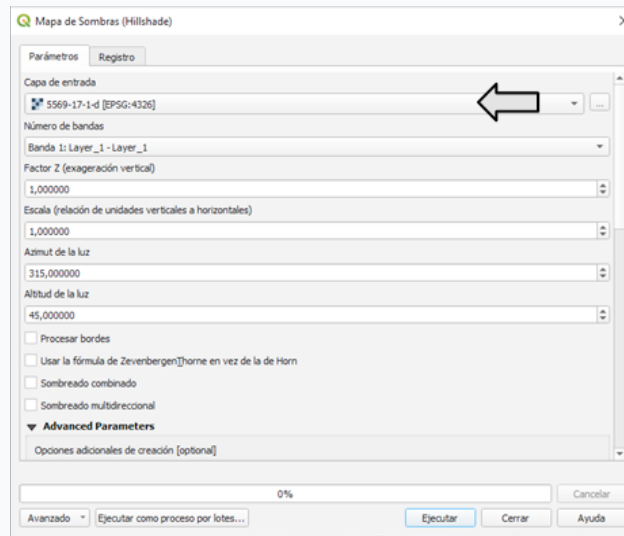 Mapa de Sombras (Hillshade)
Parámetros Registro
Capa de entrada
5569-17-1-d [EPSG:4326]
...
Número de bandas
Banda 1: Layer_1 - Layer_1
Factor Z (exageración vertical)
1,000000
Escala (relación de unidades verticales a horizontales)
1,000000
Azimut de la luz
315,000000
Altitud de la luz
45,000000
Procesar bordes
Usar la fórmula de ZevenbergenThorne en vez de la de Horn
Sombreado combinado
Sombreado multidireccional
Advanced Parameters
Opciones adicionales de creación [optional]
0%
Cancelar
Avanzado Ejecutar como proceso por lotes... Ejecutar Cerrar Ayuda